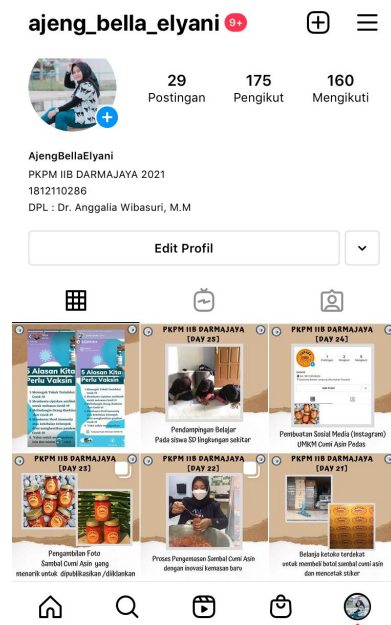 ajeng_bella_elyani 9+
29 175 160
Postingan Pengikut Mengikuti
AjengBellaElyani
PKPM IIB DARMAJAYA 2021
1812110286
DPL : Dr. Anggalia Wibasuri, M.M
Edit Profil
5 Alasan Kita
Perlu Vaksin
5 Alasan Kita
Perlu Vaksin
PKPM IIB DARMAJAYA
[DAY 25]
Pendampingan Belajar
Pada siswa SD lingkungan sekitar
PKPM IIB DARMAJAYA
[DAY 24]
Pembuatan Sosial Media (Instagram)
UMKM Cumi Asin Pedas
PKPM IIB DARMAJAYA
[DAY 23]
Pengambilan Foto
Sambal Cumi Asin
menarik untuk dipublikasikan /diiklankan
PKPM IIB DARMAJAYA
[DAY 22]
Proses Pengemasan Sambal Cumi Asin
dengan inovasi kemasan baru
PKPM IIB DARMAJAYA
[DAY 21]
Belanja ketoko terdekat
untuk membeli botol sambal cumi asin
dan mencetak stiker